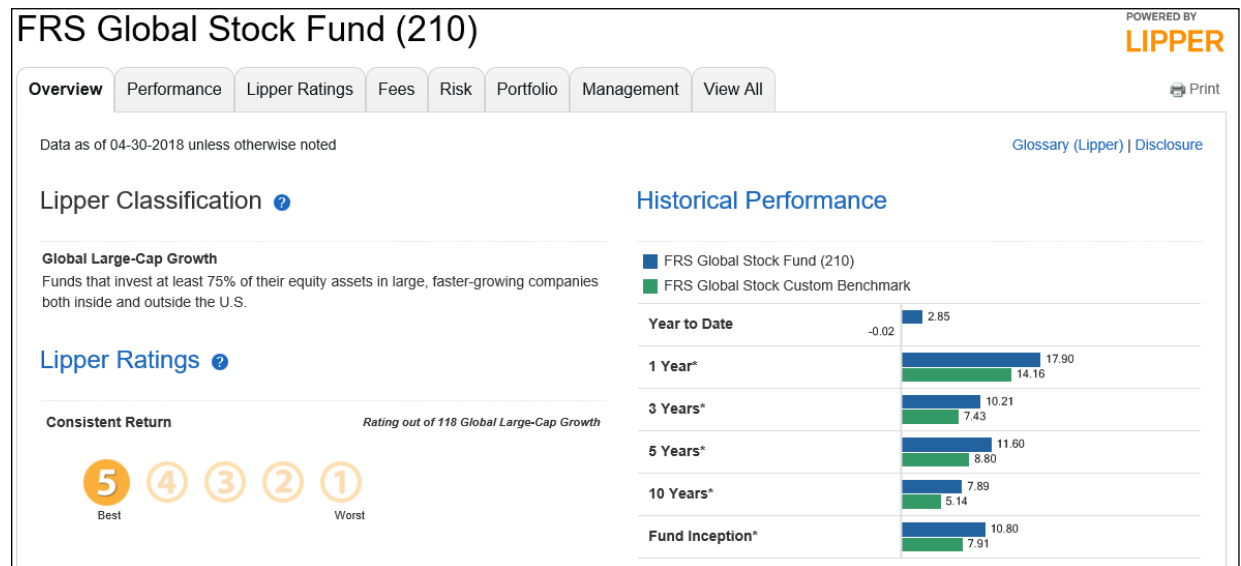 FRS Global Stock Fund (210)
POWERED BY
LIPPER
Overview
Performance
Lipper Ratings
Fees
Risk
Portfolio
Management
View All
Print
Data as of 04-30-2018 unless otherwise noted
Glossary (Lipper) | Disclosure
Lipper Classification ?
Global Large-Cap Growth
Funds that invest at least 75% of their equity assets in large, faster-growing companies
both inside and outside the U.S.
Lipper Ratings ?
Consistent Return
Rating out of 118 Global Large-Cap Growth
5 4 3 2 1
Best
Worst
Historical Performance
FRS Global Stock Fund (210)
FRS Global Stock Custom Benchmark
Year to Date
2.85
-0.02
1 Year*
17.90
14.16
3 Years*
10.21
7.43
5 Years*
11.60
8.80
10 Years*
7.89
5.14
Fund Inception*
10.80
7.91